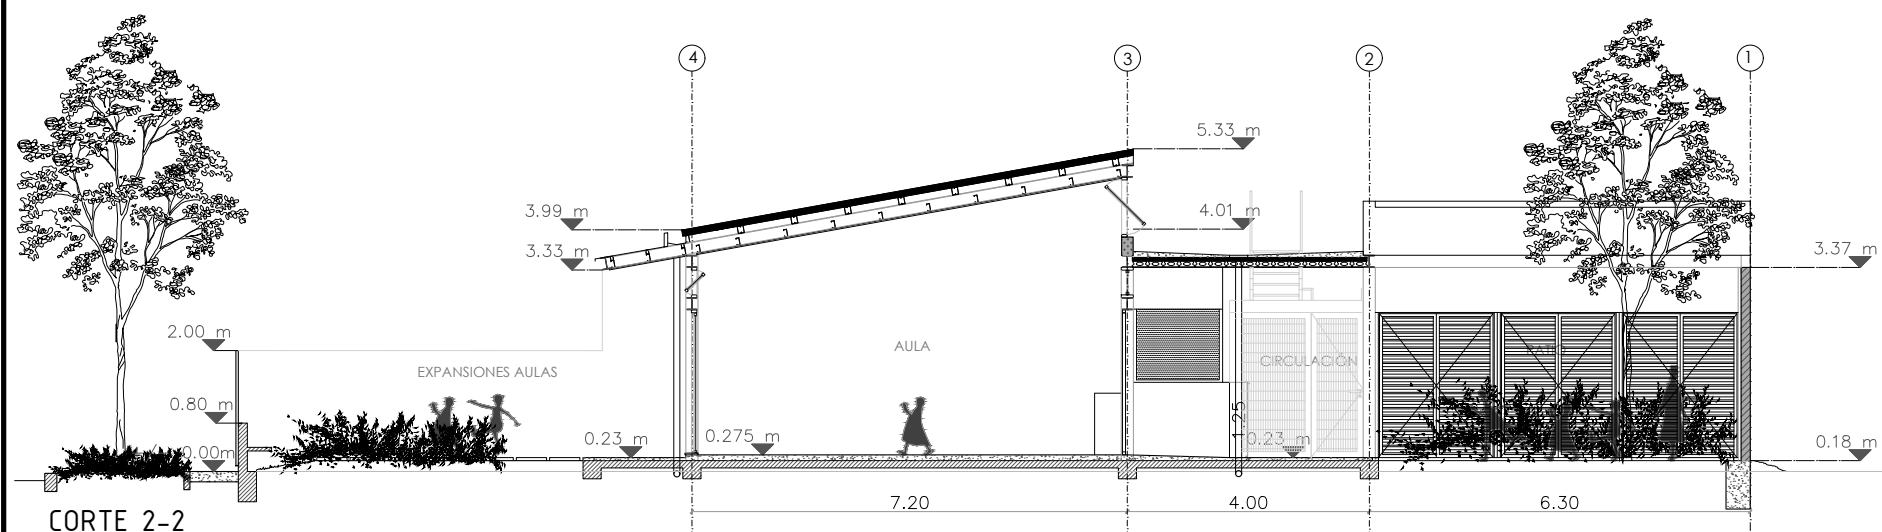 4
3
2
1
5.33 m
3.99 m
4.01 m
3.33 m
3.37 m
2.00 m
AULA
PATIO
CIRCULACIÓN
EXPANSIONES AULAS
0.80 m
1.25
0.23 m
0.275 m
0.23 m
0.18 m
0.00m
7.20
4.00
6.30
CORTE 2-2